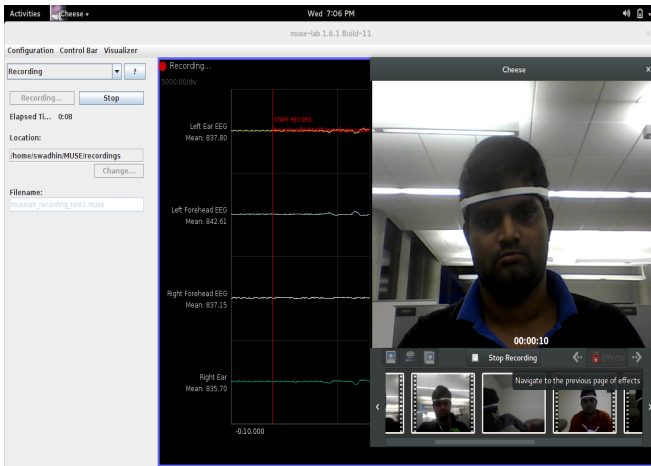 Activities Cheese Wed 7:06 PM
muse-lab 1.6.1 Build-11
Configuration Control Bar Visualizer
Recording ?
Recording... Stop
Elapsed Ti... 0:08
Location:
/home/swadhin/MUSE/recordings
Change...
Filename:
muselab_recording_test1.muse
Recording...
5000.00/div
START RECORD
Left Ear EEG
Mean: 837.80
Left Forehead EEG
Mean: 842.61
Right Forehead EEG
Mean: 837.15
Right Ear
Mean: 835.70
-0:10.000
Cheese x
00:00:10
Stop Recording Effects
Navigate to the previous page of effects